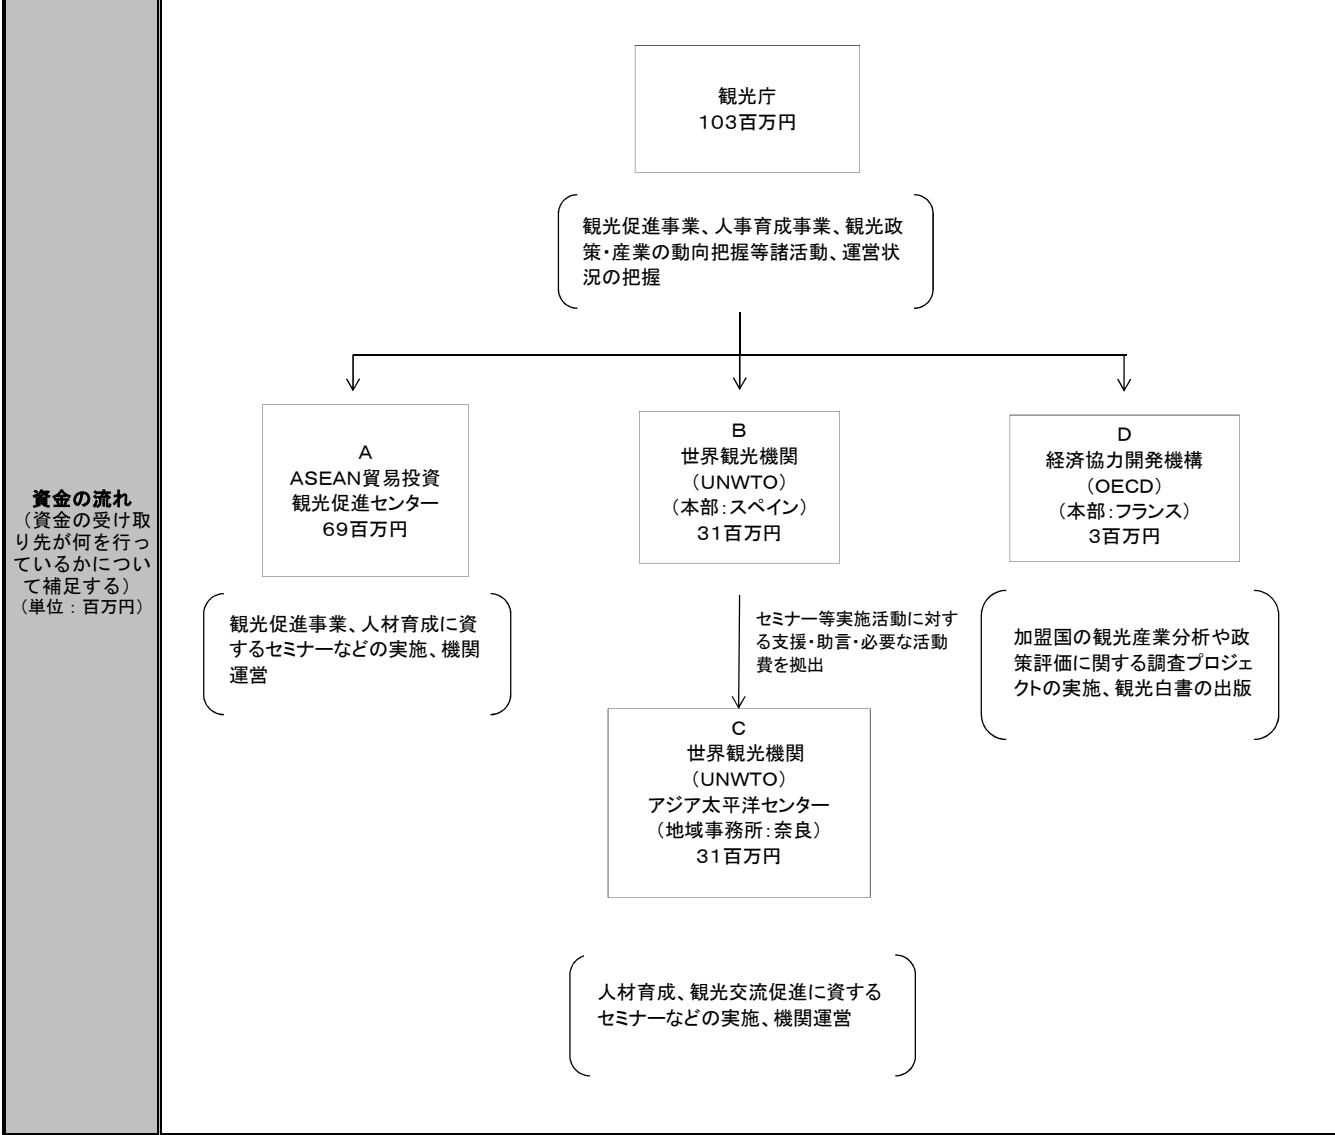 資金の流れ
（資金の受け取
り先が何を行っ
ているかについ
て補足する）
（単位：百万円）
観光庁
１０３百万円
観光促進事業、人事育成事業、観光政
策・産業の動向把握等諸活動、運営状
況の把握
A
ASEAN貿易投資
観光促進センター
６９百万円
観光促進事業、人材育成に資
するセミナーなどの実施、機関
運営
B
世界観光機関
（UNWTO）
（本部：スペイン）
３１百万円
セミナー等実施活動に対す
る支援・助言・必要な活動
費を拠出
C
世界観光機関
（UNWTO）
アジア太平洋センター
（地域事務所：奈良）
３１百万円
人材育成、観光交流促進に資する
セミナーなどの実施、機関運営
D
経済協力開発機構
（OECD）
（本部：フランス）
３百万円
加盟国の観光産業分析や政
策評価に関する調査プロジェ
クトの実施、観光白書の出版